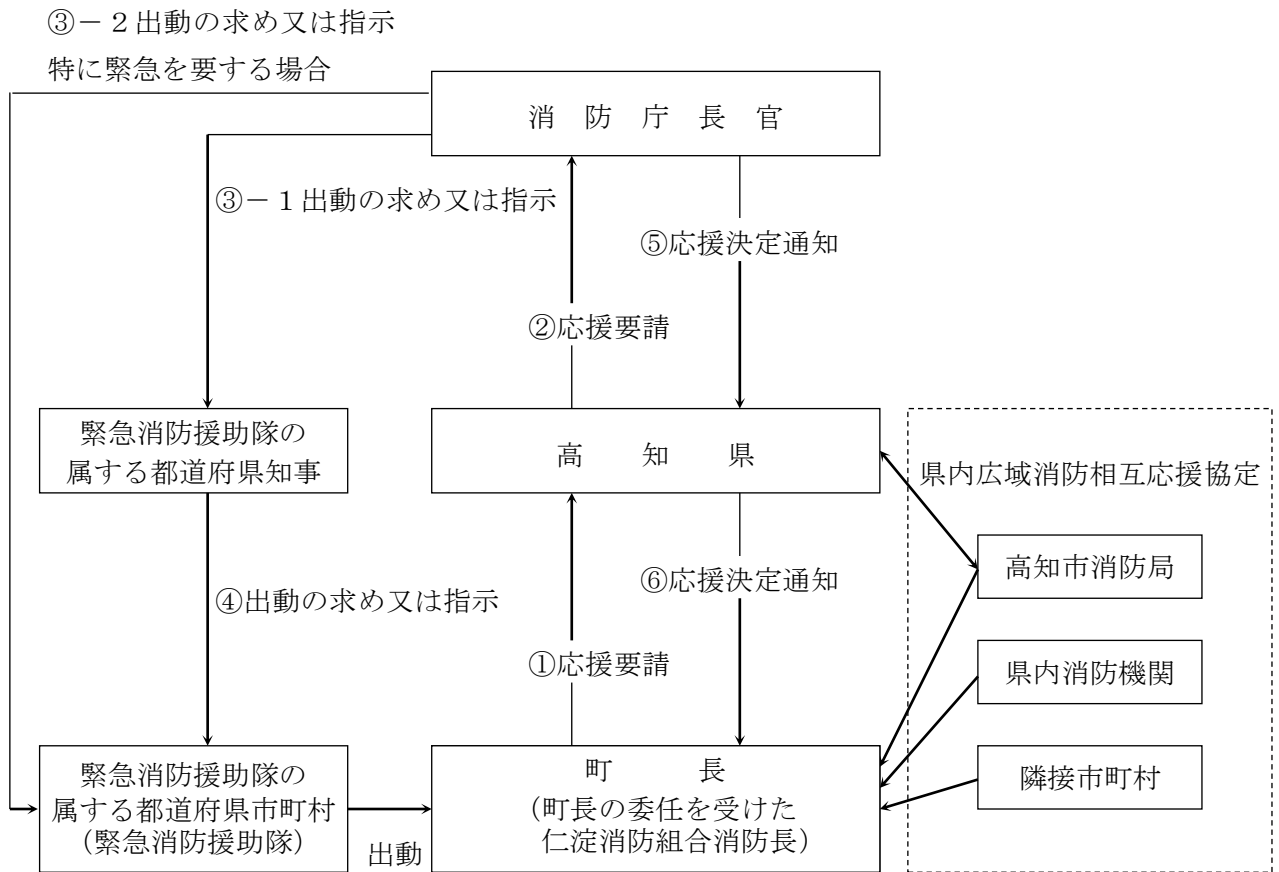 ③－２出動の求め又は指示
特に緊急を要する場合
消防庁長官
③－１出動の求め又は指示
⑤応援決定通知
②応援要請
緊急消防援助隊の
属する都道府県知事
高知県
県内広域消防相互応援協定
高知市消防局
④出動の求め又は指示
⑥応援決定通知
①応援要請
県内消防機関
緊急消防援助隊の
属する都道府県市町村
（緊急消防援助隊）
出動
町長
（町長の委任を受けた
仁淀消防組合消防長）
隣接市町村